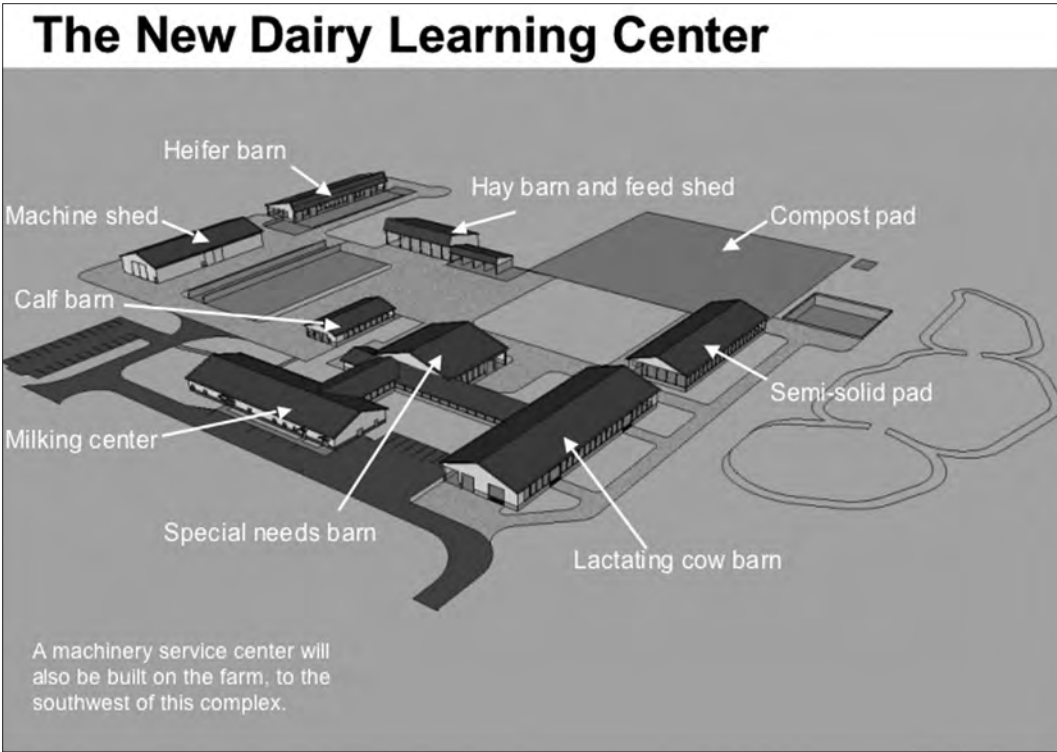 The New Dairy Learning Center
Heifer barn
Hay barn and feed shed
Machine shed
Compost pad
Calf barn
Semi-solid pad
Milking center
Special needs barn
Lactating cow barn
A machinery service center will
also be built on the farm, to the
southwest of this complex.